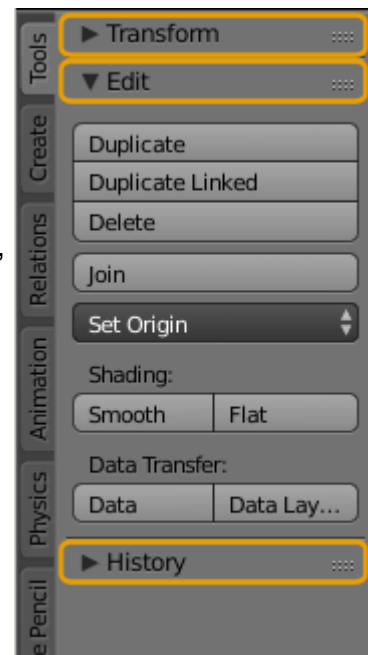 Transform
Edit
Duplicate
Duplicate Linked
Delete
Join
Set Origin
Shading:
Smooth Flat
Data Transfer:
Data Data Lay...
History
Tools
Create
Relations
Animation
Physics
e Pencil
,